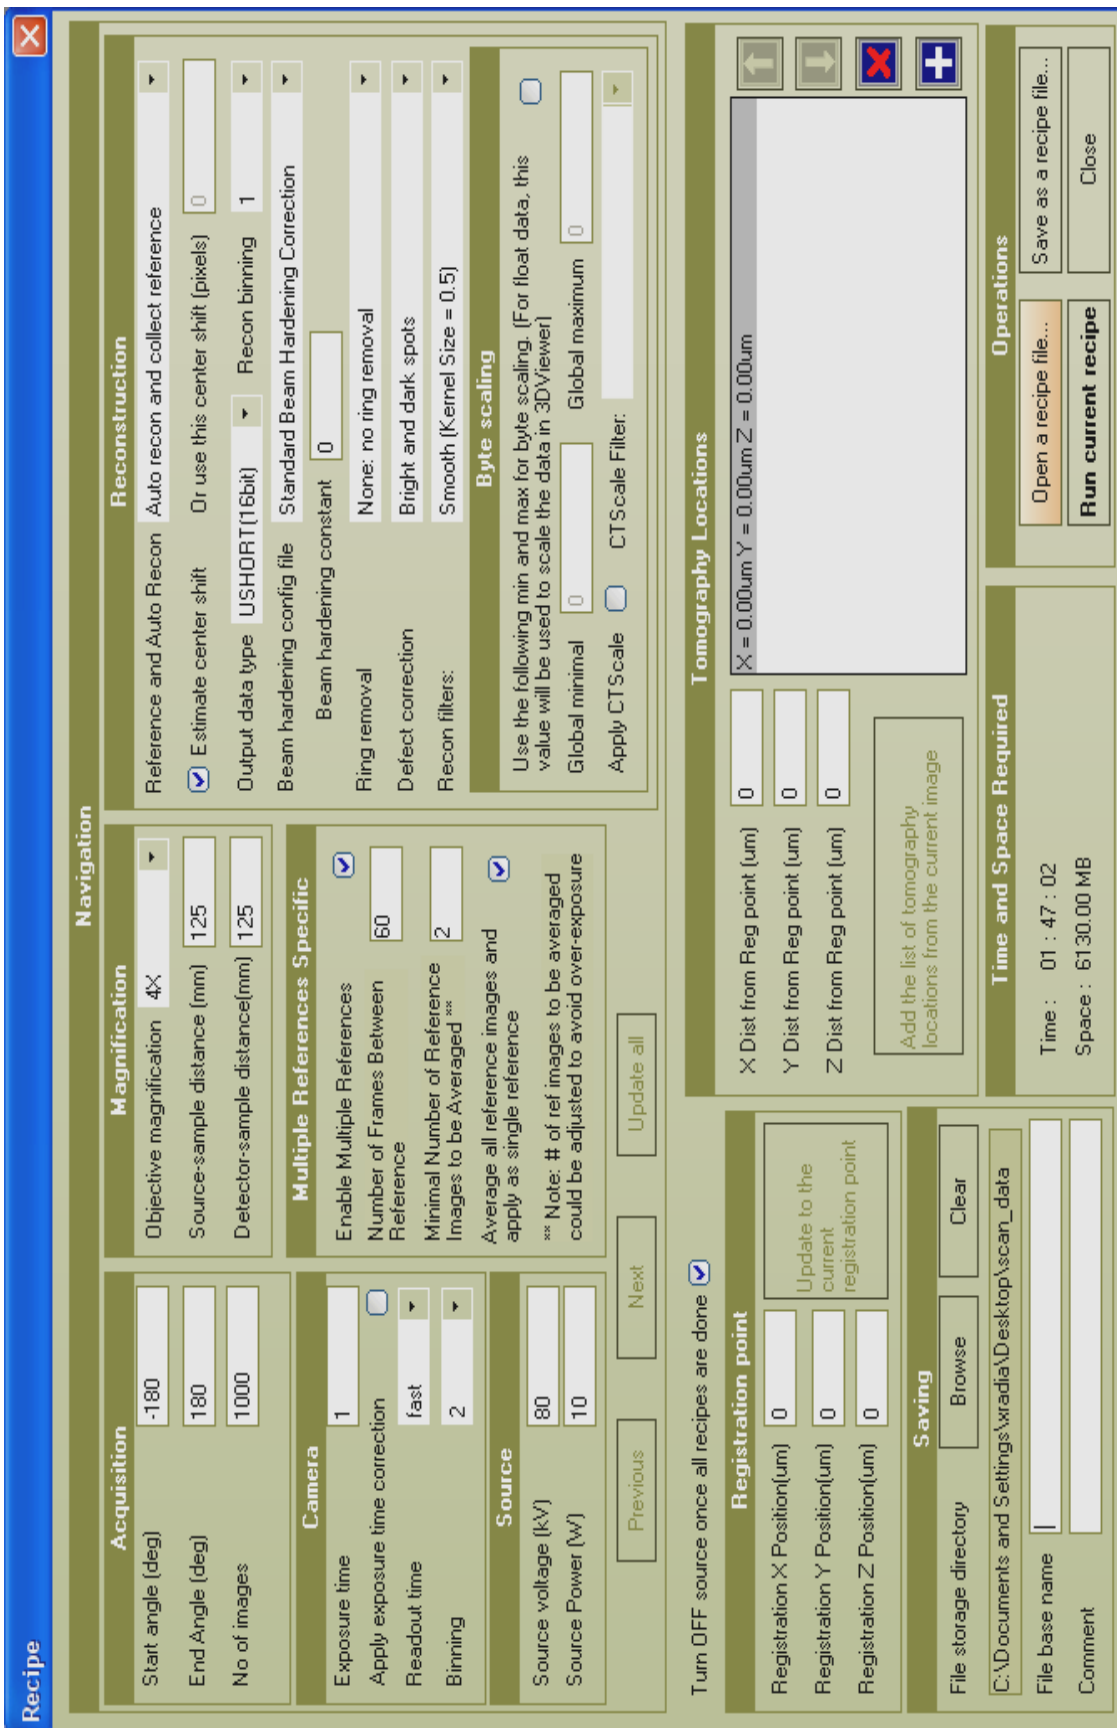 Recipe
Navigation
Acquisition
Start angle (deg) -180
End Angle (deg) 180
No of images 1000
Camera
Exposure time 1
Apply exposure time correction
Readout time fast
Binning 2
Source
Source voltage (kV) 80
Source Power (W) 10
Magnification
Objective magnification 4X
Source-sample distance (mm) 125
Detector-sample distance(mm) 125
Multiple References Specific
Enable Multiple References
Number of Frames Between
Reference
60
Minimal Number of Reference
Images to be Averaged **
2
Average all reference images and
apply as single reference
** Note: # of ref images to be averaged
could be adjusted to avoid over-exposure
Previous
Next
Update all
Reconstruction
Reference and Auto Recon Auto recon and collect reference
Estimate center shift Or use this center shift (pixels) 0
Output data type USHORT(16bit) Recon binning 1
Beam hardening config file Standard Beam Hardening Correction
Beam hardening constant 0
Ring removal None: no ring removal
Defect correction Bright and dark spots
Recon filters: Smooth (Kernel Size = 0.5)
Byte scaling
Use the following min and max for byte scaling. (For float data, this
value will be used to scale the data in 3DViewer)
Global minimal 0 Global maximum 0
Apply CTScale CTScale Filter:
Turn OFF source once all recipes are done
Registration point
Registration X Position(um) 0
Registration Y Position(um) 0
Registration Z Position(um) 0
Update to the
current
registration point
Tomography Locations
X Dist from Reg point (um) 0
Y Dist from Reg point (um) 0
Z Dist from Reg point (um) 0
Add the list of tomography
locations from the current image
X = 0.00um Y = 0.00um Z = 0.00um
Saving
File storage directory Browse Clear
C:\Documents and Settings\xradia\Desktop\scan_data
File base name
Comment
Time and Space Required
Time : 01 : 47 : 02
Space : 6130.00 MB
Operations
Open a recipe file... Save as a recipe file...
Run current recipe Close